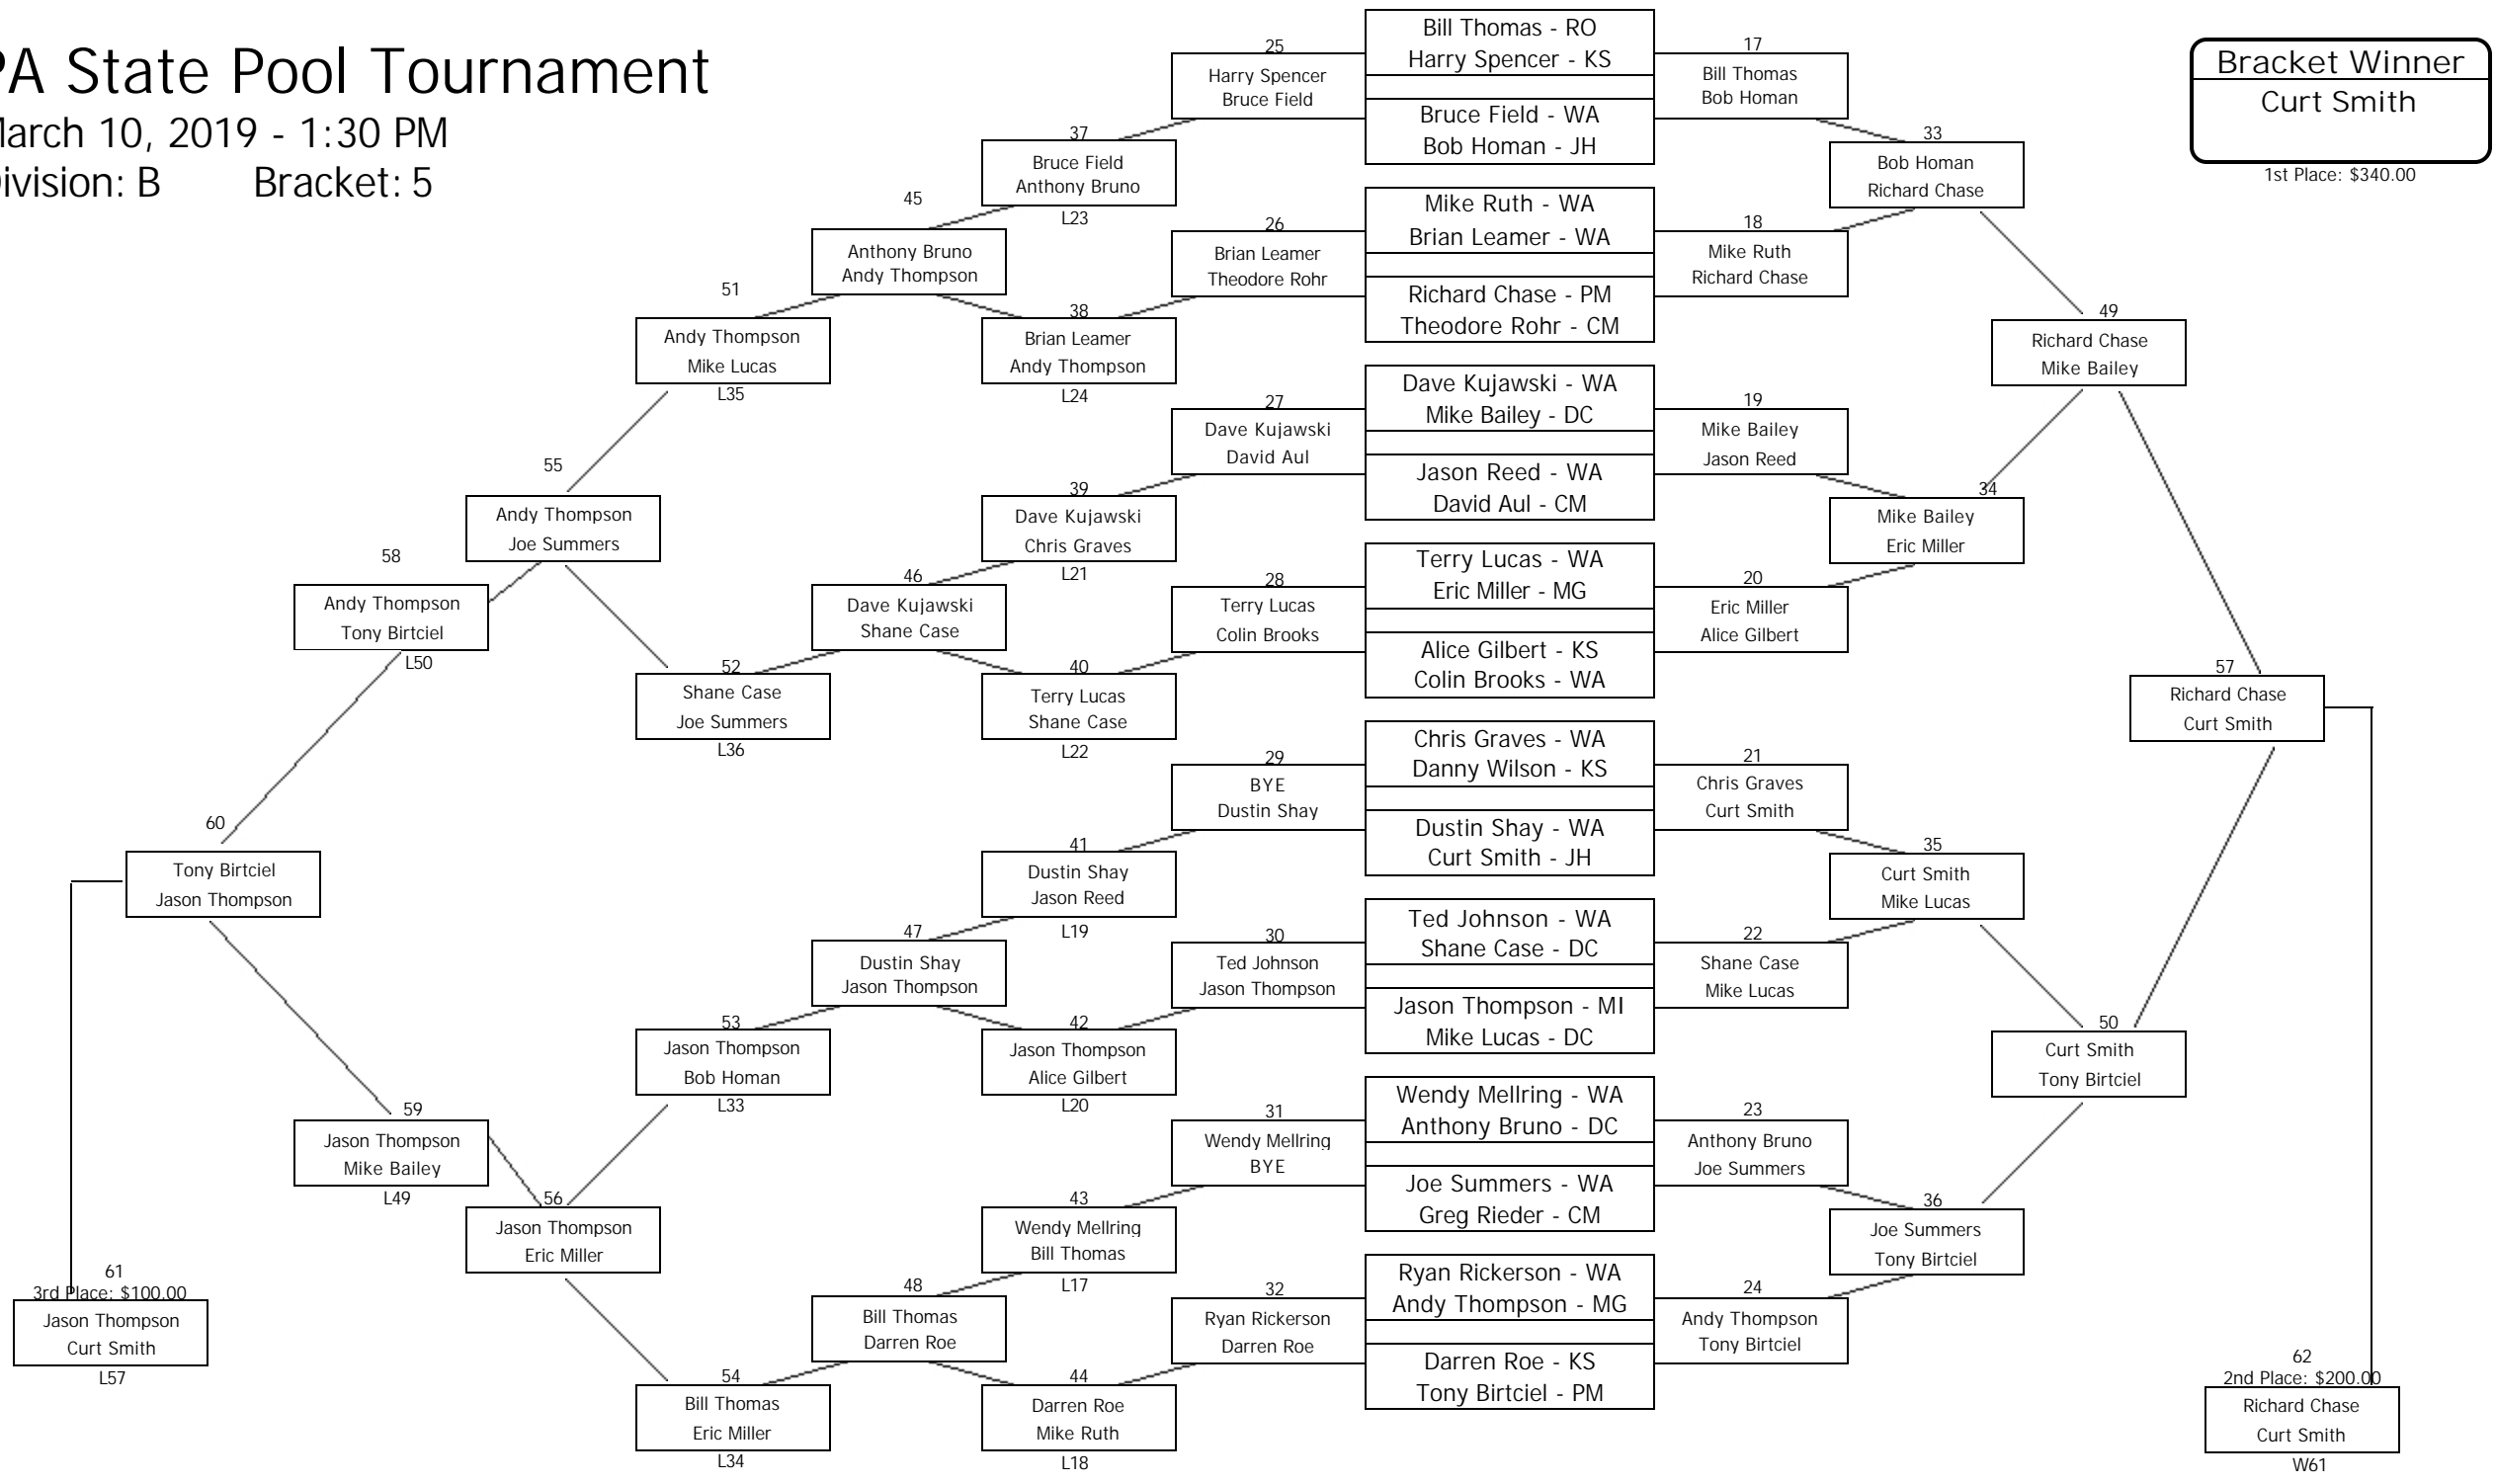 PA State Pool Tournament
March 10, 2019 - 1:30 PM
Division: B Bracket: 5
Bracket Winner
Curt Smith
1st Place: $340.00
Bill Thomas - RO
Harry Spencer - KS
Bruce Field - WA
Bob Homan - JH
Mike Ruth - WA
Brian Leamer - WA
Richard Chase - PM
Theodore Rohr - CM
Dave Kujawski - WA
Mike Bailey - DC
Jason Reed - WA
David Aul - CM
Terry Lucas - WA
Eric Miller - MG
Alice Gilbert - KS
Colin Brooks - WA
Chris Graves - WA
Danny Wilson - KS
Dustin Shay - WA
Curt Smith - JH
Ted Johnson - WA
Shane Case - DC
Jason Thompson - MI
Mike Lucas - DC
Wendy Mellring - WA
Anthony Bruno - DC
Joe Summers - WA
Greg Rieder - CM
Ryan Rickerson - WA
Andy Thompson - MG
Darren Roe - KS
Tony Birtciel - PM
17
Bill Thomas
Bob Homan
18
Mike Ruth
Richard Chase
19
Mike Bailey
Jason Reed
20
Eric Miller
Alice Gilbert
21
Chris Graves
Curt Smith
22
Shane Case
Mike Lucas
23
Anthony Bruno
Joe Summers
24
Andy Thompson
Tony Birtciel
25
Harry Spencer
Bruce Field
26
Brian Leamer
Theodore Rohr
27
Dave Kujawski
David Aul
28
Terry Lucas
Colin Brooks
29
BYE
Dustin Shay
30
Ted Johnson
Jason Thompson
31
Wendy Mellring
BYE
32
Ryan Rickerson
Darren Roe
33
Bob Homan
Richard Chase
34
Mike Bailey
Eric Miller
35
Curt Smith
Mike Lucas
36
Joe Summers
Tony Birtciel
37
Bruce Field
Anthony Bruno
L23
38
Brian Leamer
Andy Thompson
L24
39
Dave Kujawski
Chris Graves
L21
40
Terry Lucas
Shane Case
L22
41
Dustin Shay
Jason Reed
L19
42
Jason Thompson
Alice Gilbert
L20
43
Wendy Mellring
Bill Thomas
L17
44
Darren Roe
Mike Ruth
L18
45
Anthony Bruno
Andy Thompson
46
Dave Kujawski
Shane Case
47
Dustin Shay
Jason Thompson
48
Bill Thomas
Darren Roe
49
Richard Chase
Mike Bailey
50
Curt Smith
Tony Birtciel
51
Andy Thompson
Mike Lucas
L35
52
Shane Case
Joe Summers
L36
53
Jason Thompson
Bob Homan
L33
54
Bill Thomas
Eric Miller
L34
55
Andy Thompson
Joe Summers
56
Jason Thompson
Eric Miller
57
Richard Chase
Curt Smith
58
Andy Thompson
Tony Birtciel
L50
59
Jason Thompson
Mike Bailey
L49
60
Tony Birtciel
Jason Thompson
61
3rd Place: $100.00
Jason Thompson
Curt Smith
L57
62
2nd Place: $200.00
Richard Chase
Curt Smith
W61